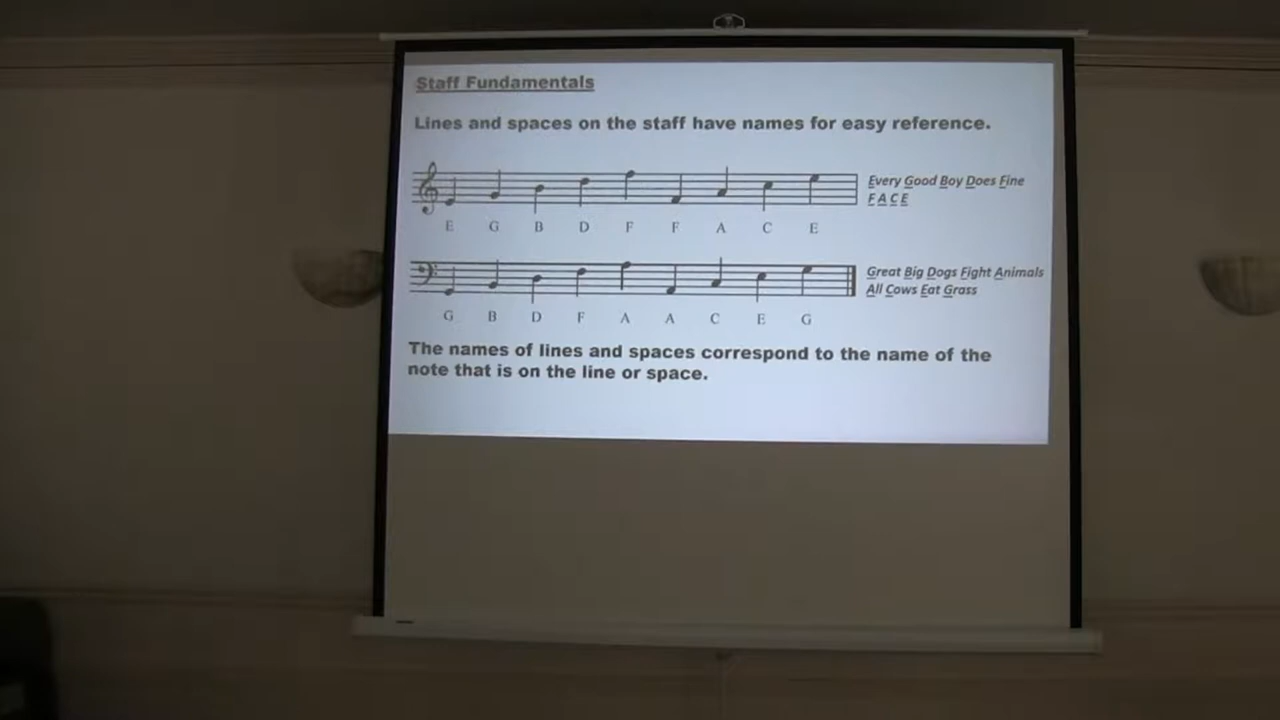 Staff Fundamentals
Lines and spaces on the staff have names for easy reference.
Every Good Boy Does Fine
F A C E
E G B D F F A C E
Great Big Dogs Fight Animals
All Cows Eat Grass
G B D F A A C E G
The names of lines and spaces correspond to the name of the
note that is on the line or space.